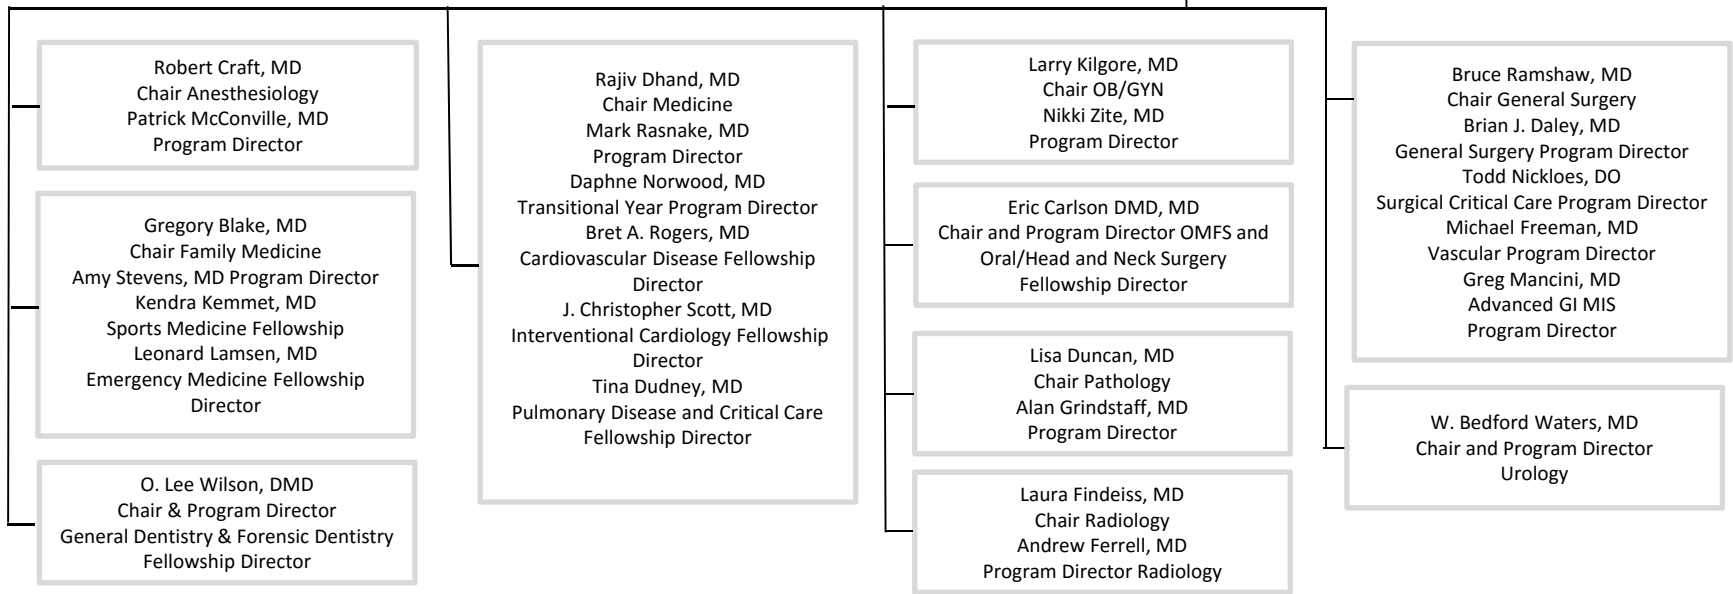 Robert Craft, MD
Chair Anesthesiology
Patrick McConville, MD
Program Director
Gregory Blake, MD
Chair Family Medicine
Amy Stevens, MD Program Director
Kendra Kemmet, MD
Sports Medicine Fellowship
Leonard Lamsen, MD
Emergency Medicine Fellowship
Director
O. Lee Wilson, DMD
Chair & Program Director
General Dentistry & Forensic Dentistry
Fellowship Director
Rajiv Dhand, MD
Chair Medicine
Mark Rasnake, MD
Program Director
Daphne Norwood, MD
Transitional Year Program Director
Bret A. Rogers, MD
Cardiovascular Disease Fellowship
Director
J. Christopher Scott, MD
Interventional Cardiology Fellowship
Director
Tina Dudney, MD
Pulmonary Disease and Critical Care
Fellowship Director
Larry Kilgore, MD
Chair OB/GYN
Nikki Zite, MD
Program Director
Eric Carlson DMD, MD
Chair and Program Director OMFS and
Oral/Head and Neck Surgery
Fellowship Director
Lisa Duncan, MD
Chair Pathology
Alan Grindstaff, MD
Program Director
Laura Findeiss, MD
Chair Radiology
Andrew Ferrell, MD
Program Director Radiology
Bruce Ramshaw, MD
Chair General Surgery
Brian J. Daley, MD
General Surgery Program Director
Todd Nickloes, DO
Surgical Critical Care Program Director
Michael Freeman, MD
Vascular Program Director
Greg Mancini, MD
Advanced GI MIS
Program Director
W. Bedford Waters, MD
Chair and Program Director
Urology